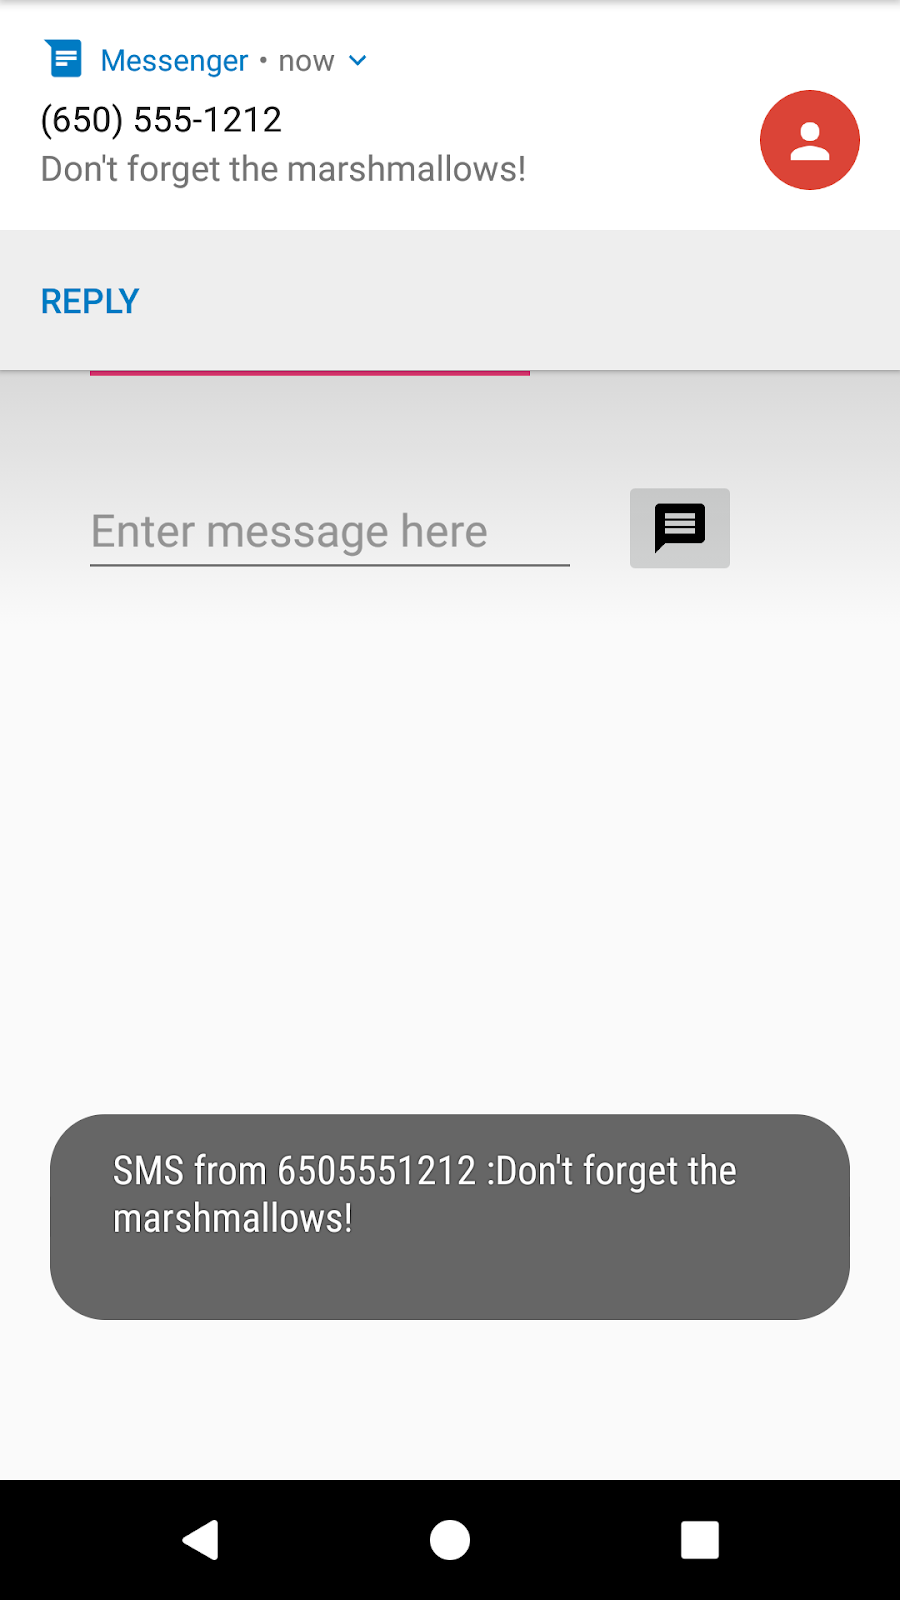 Messenger • now
(650) 555-1212
Don't forget the marshmallows!
REPLY
Enter message here
SMS from 6505551212 :Don't forget the
marshmallows!